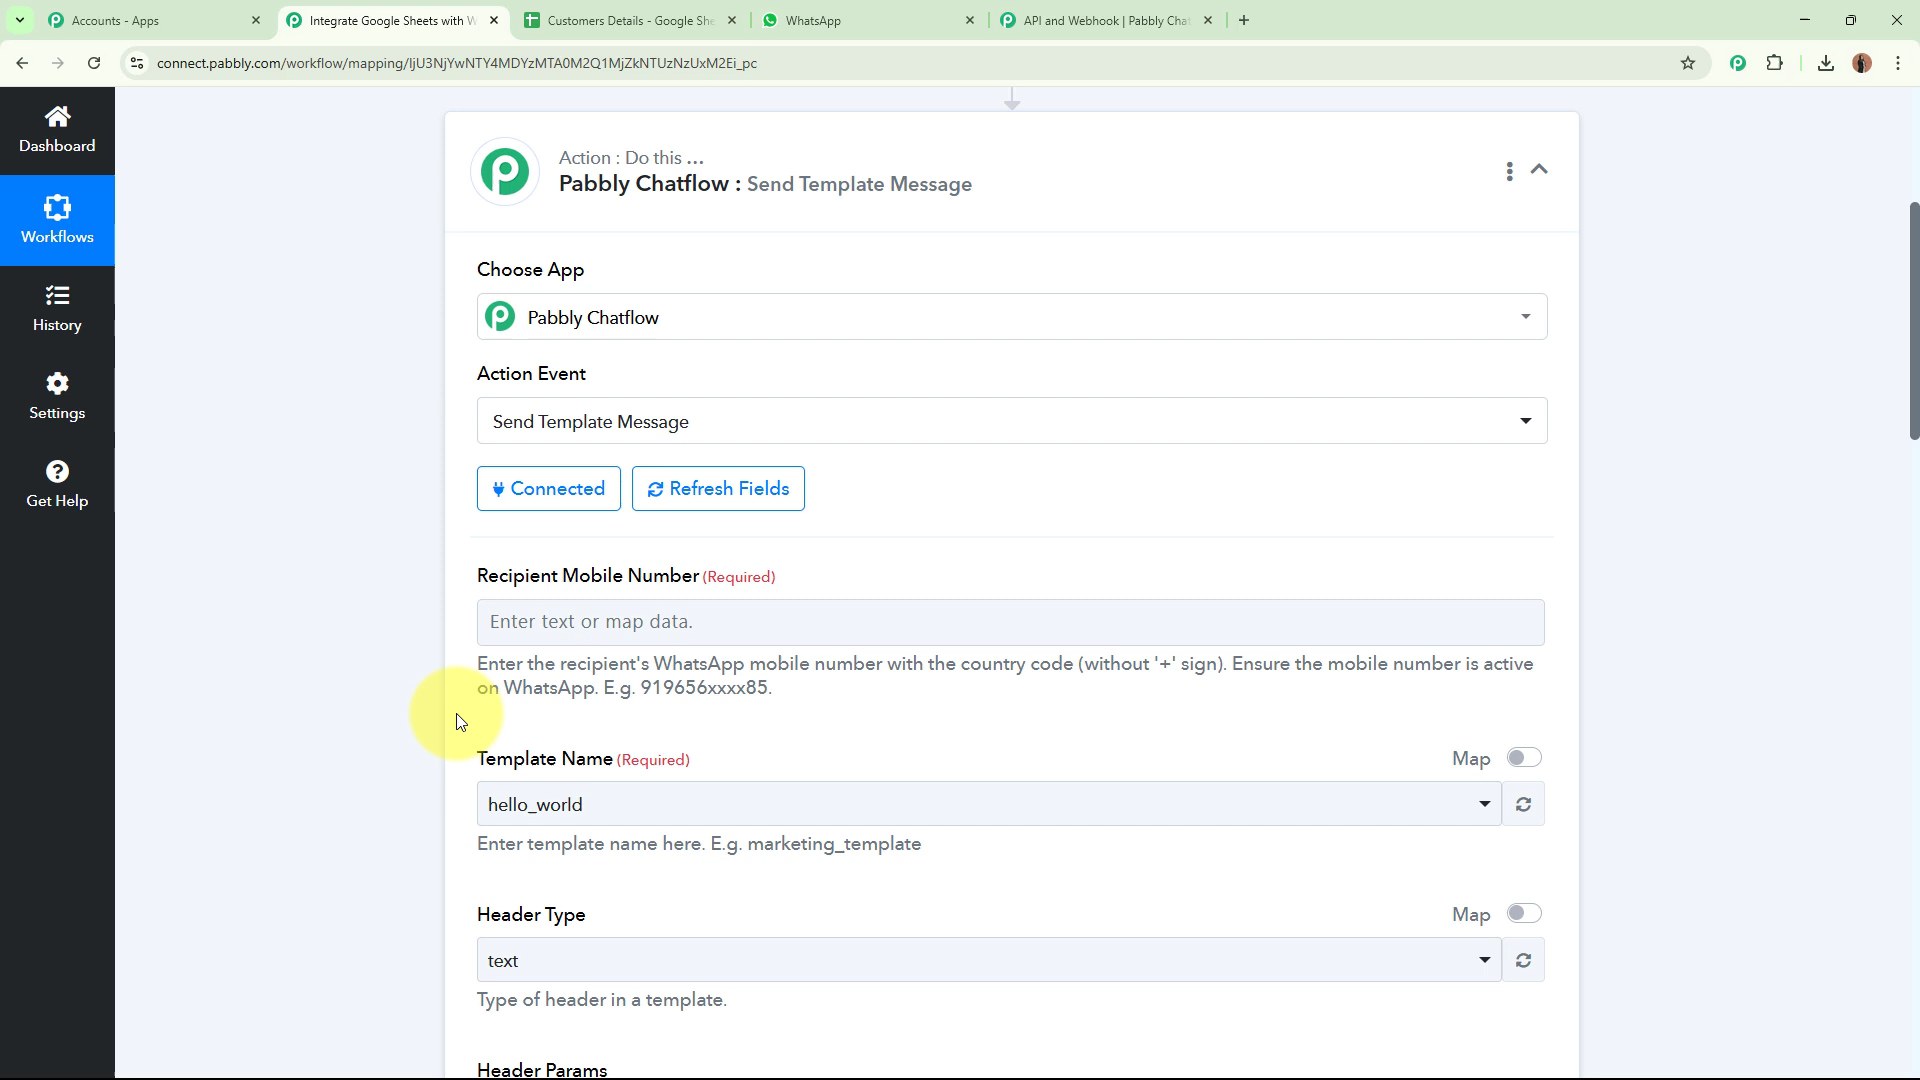 Accounts - Apps
Integrate Google Sheets with W
Customers Details - Google She
WhatsApp
API and Webhook | Pabbly Cha
connect.pabbly.com/workflow/mapping/IjU3NjYwNTY4MDYzMTA0M2Q1MjZkNTUzNzUxM2Ei_pc
Dashboard
Workflows
History
Settings
Get Help
Action : Do this ...
Pabbly Chatflow : Send Template Message
Choose App
Pabbly Chatflow
Action Event
Send Template Message
Connected
Refresh Fields
Recipient Mobile Number (Required)
Enter text or map data.
Enter the recipient's WhatsApp mobile number with the country code (without '+' sign). Ensure the mobile number is active
on WhatsApp. E.g. 919656xxxx85.
Template Name (Required)
Map
hello_world
Enter template name here. E.g. marketing_template
Header Type
Map
text
Type of header in a template.
Header Params